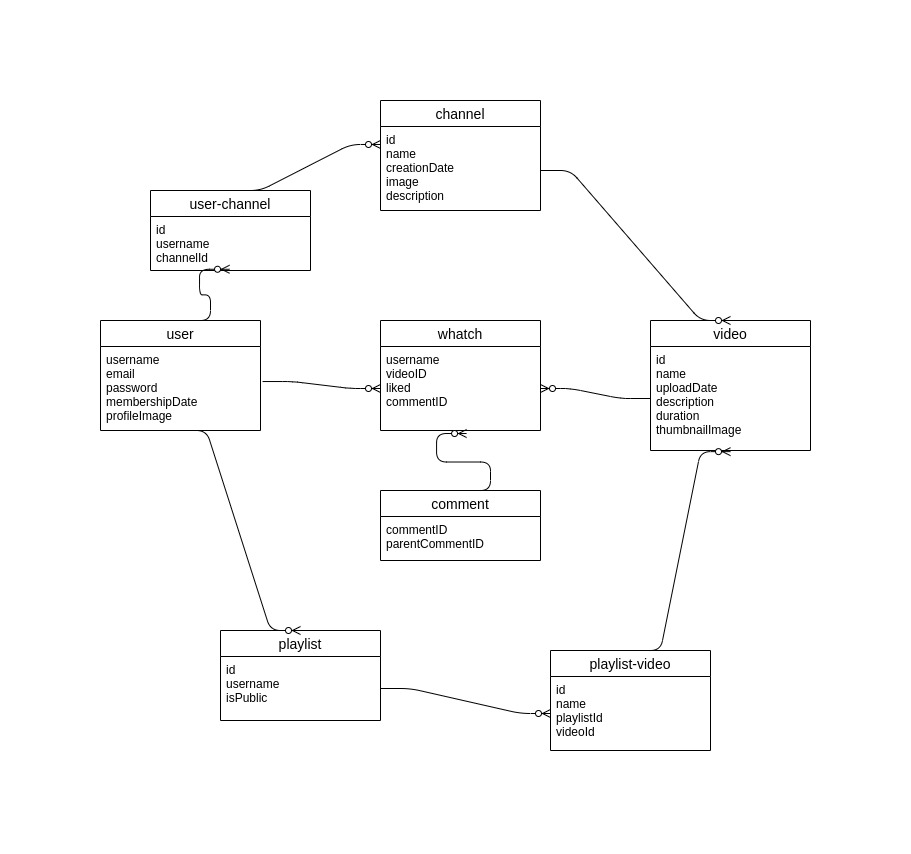 channel
id
name
creationDate
image
description
user-channel
id
username
channelId
user
username
email
password
membershipDate
profileImage
whatch
username
videoID
liked
commentID
video
id
name
uploadDate
description
duration
thumbnailImage
comment
commentID
parentCommentID
playlist
id
username
isPublic
playlist-video
id
name
playlistId
videoId